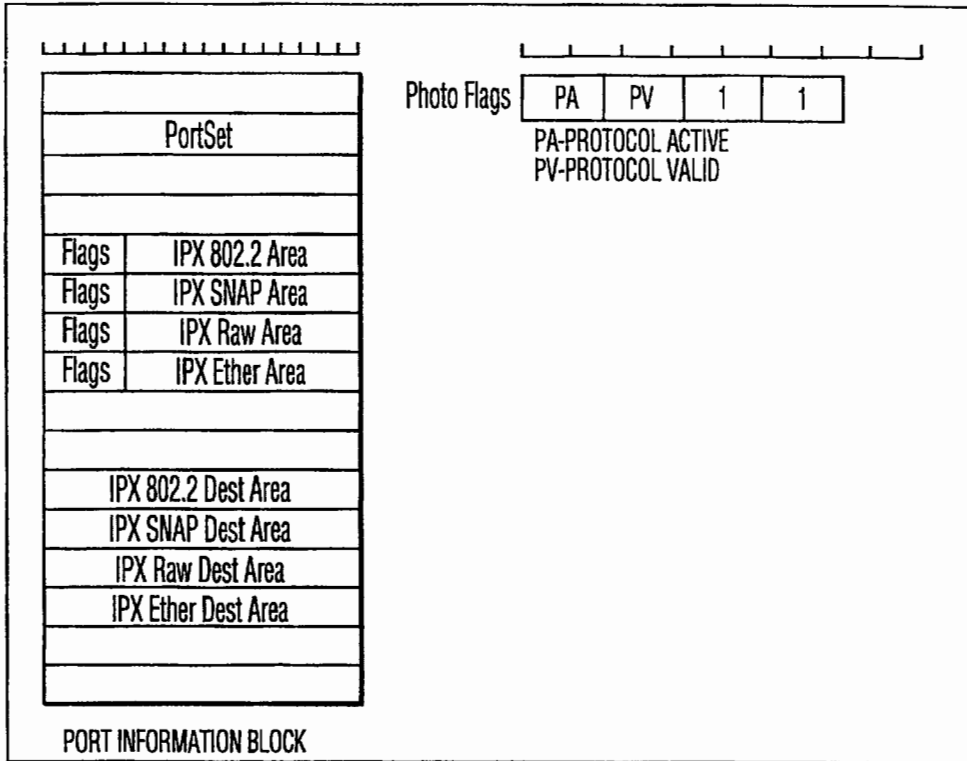 PortSet
Flags IPX 802.2 Area
Flags IPX SNAP Area
Flags IPX Raw Area
Flags IPX Ether Area
IPX 802.2 Dest Area
IPX SNAP Dest Area
IPX Raw Dest Area
IPX Ether Dest Area
PORT INFORMATION BLOCK
Photo Flags PA PV 1 1
PA-PROTOCOL ACTIVE
PV-PROTOCOL VALID